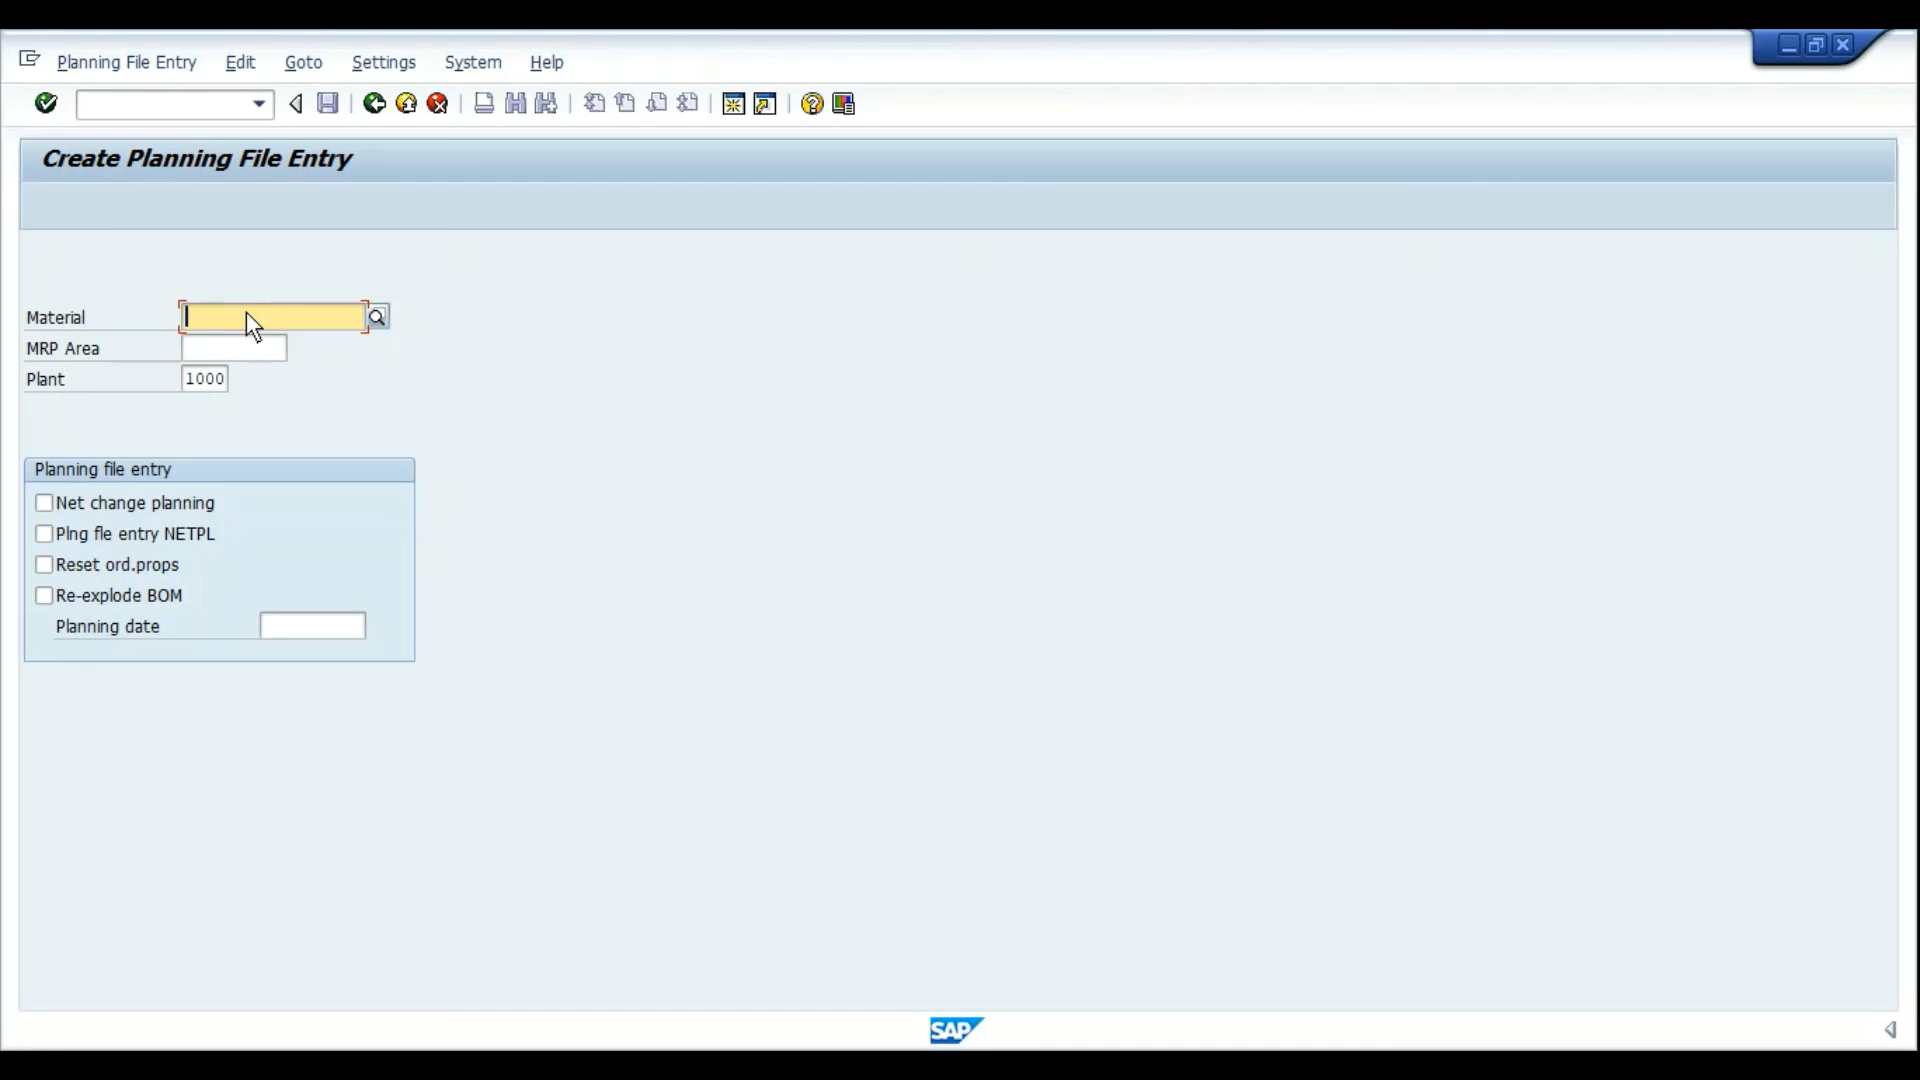 Planning File Entry Edit Goto Settings System Help
Create Planning File Entry
Material
MRP Area
Plant 1000
Planning file entry
Net change planning
Plng fle entry NETPL
Reset ord.props
Re-explode BOM
Planning date
SAP